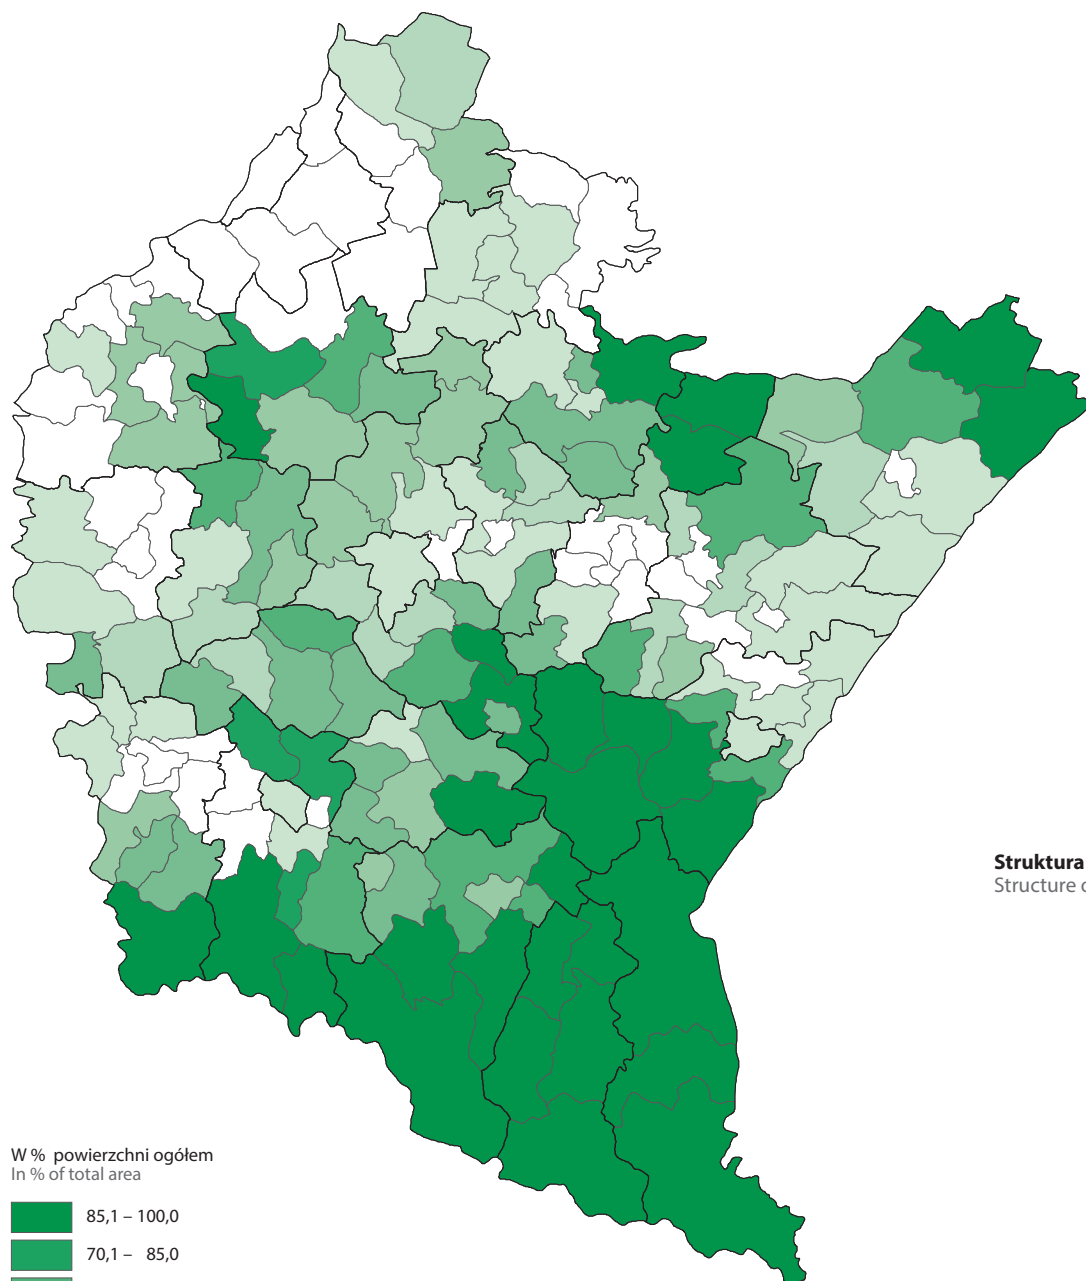 Struktura
Structure o
W % powierzchni ogółem
In % of total area
85,1 – 100,0
70,1 – 85,0